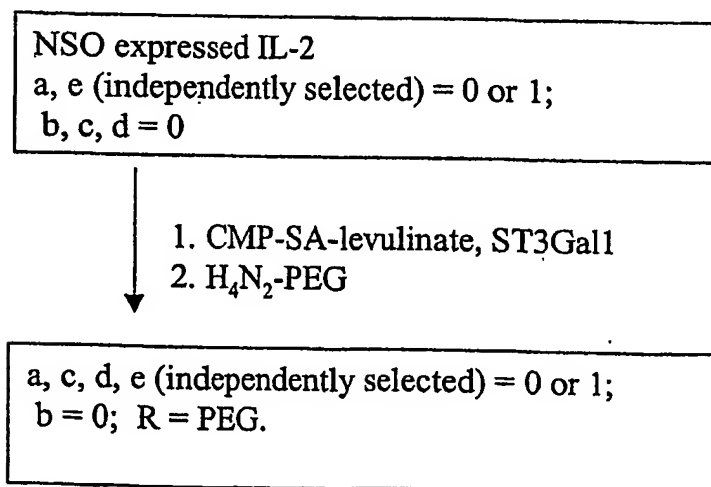 NSO expressed IL-2
a, e (independently selected) = 0 or 1;
b, c, d = 0
1. CMP-SA-levulinate, ST3Gal1
2. H₄N₂-PEG
a, c, d, e (independently selected) = 0 or 1;
b = 0; R = PEG.